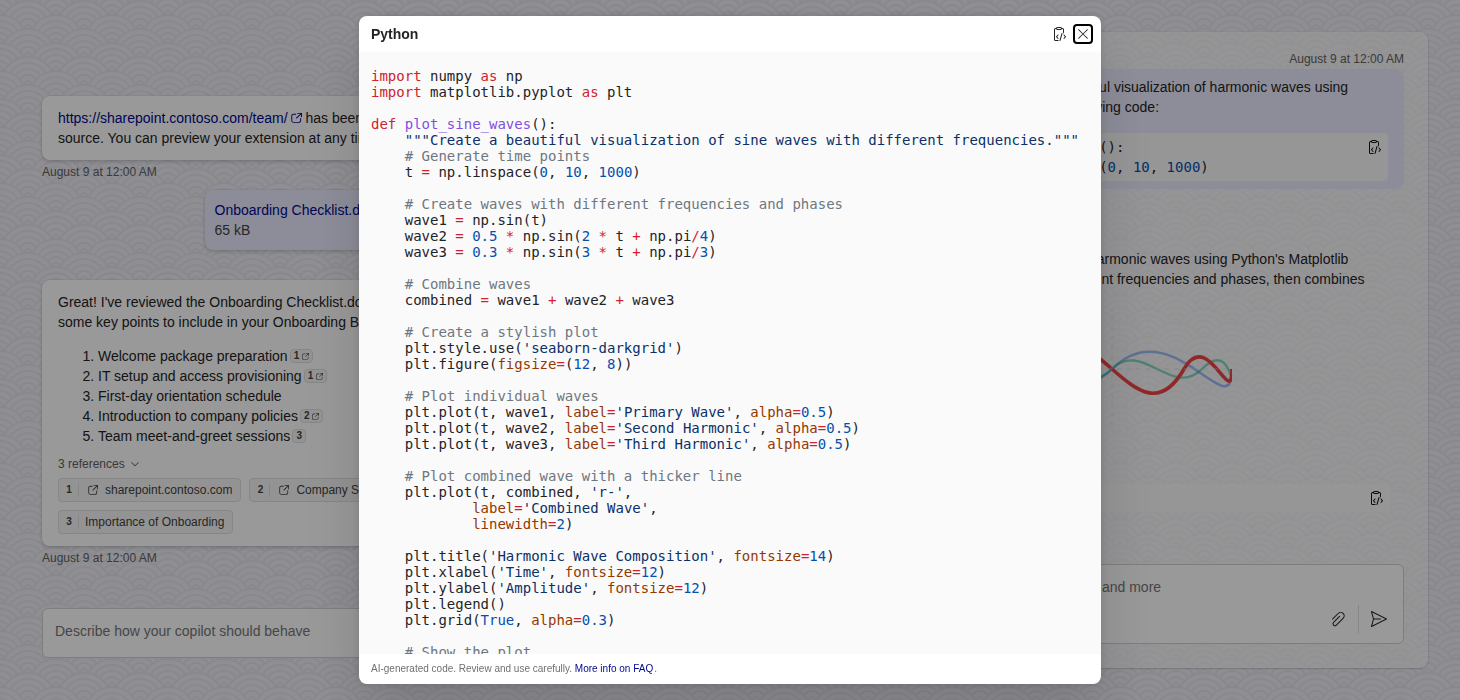 Python
import numpy as np
import matplotlib.pyplot as plt
def plot_sine_waves():
"""Create a beautiful visualization of sine waves with different frequencies."""
# Generate time points
t = np.linspace(0, 10, 1000)
# Create waves with different frequencies and phases
wave1 = np.sin(t)
wave2 = 0.5 * np.sin(2 * t + np.pi/4)
wave3 = 0.3 * np.sin(3 * t + np.pi/3)
# Combine waves
combined = wave1 + wave2 + wave3
# Create a stylish plot
plt.style.use('seaborn-darkgrid')
plt.figure(figsize=(12, 8))
# Plot individual waves
plt.plot(t, wave1, label='Primary Wave', alpha=0.5)
plt.plot(t, wave2, label='Second Harmonic', alpha=0.5)
plt.plot(t, wave3, label='Third Harmonic', alpha=0.5)
# Plot combined wave with a thicker line
plt.plot(t, combined, 'r-',
label='Combined Wave',
linewidth=2)
plt.title('Harmonic Wave Composition', fontsize=14)
plt.xlabel('Time', fontsize=12)
plt.ylabel('Amplitude', fontsize=12)
plt.legend()
plt.grid(True, alpha=0.3)
# Show the plot
AI-generated code. Review and use carefully. More info on FAQ.
https://sharepoint.contoso.com/team/ has been
source. You can preview your extension at any ti
August 9 at 12:00 AM
Onboarding Checklist.d
65 kB
Great! I've reviewed the Onboarding Checklist.do
some key points to include in your Onboarding B
1. Welcome package preparation 1
2. IT setup and access provisioning 1
3. First-day orientation schedule
4. Introduction to company policies 2
5. Team meet-and-greet sessions 3
3 references
1 sharepoint.contoso.com 2 Company S
3 Importance of Onboarding
August 9 at 12:00 AM
Describe how your copilot should behave
August 9 at 12:00 AM
ul visualization of harmonic waves using
ving code:
():
(0, 10, 1000)
armonic waves using Python's Matplotlib
nt frequencies and phases, then combines
and more